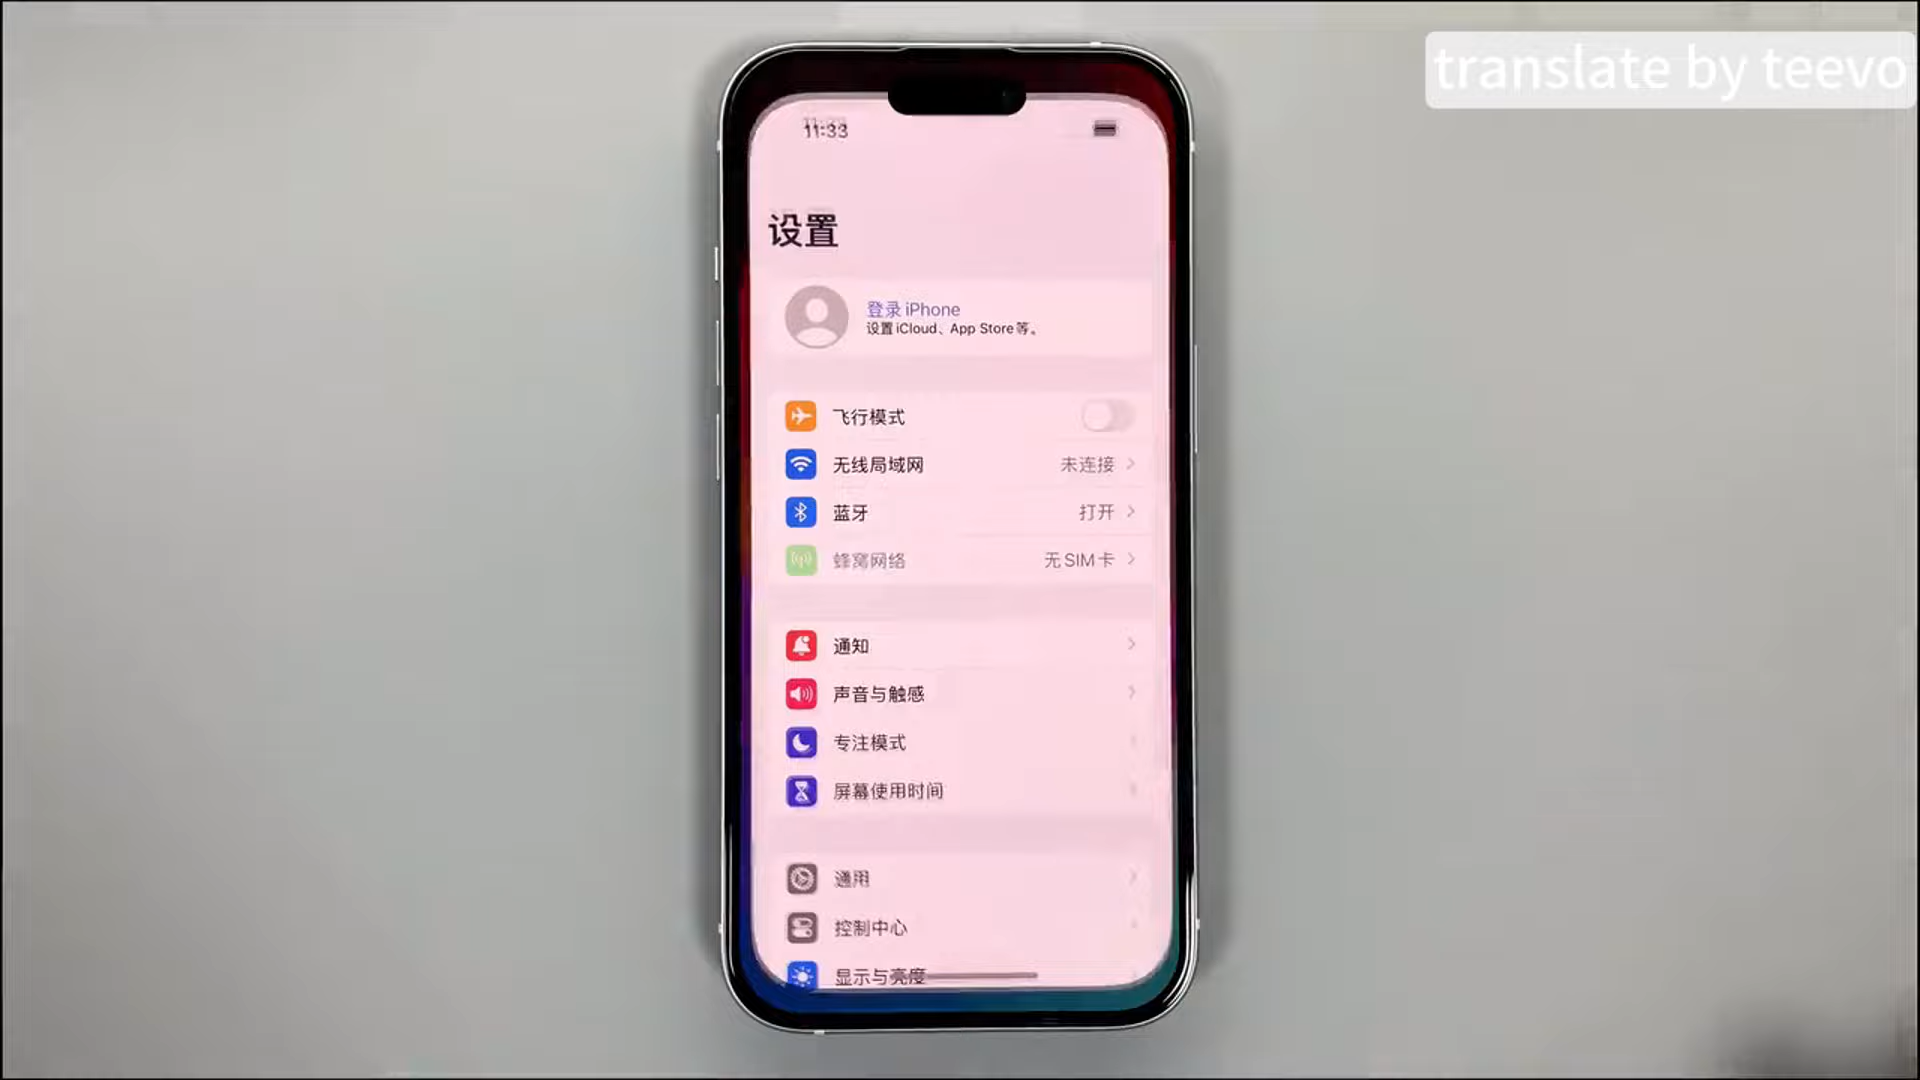 translate by teevo
11:33
设置
登录 iPhone
设置 iCloud、App Store 等。
飞行模式
无线局域网 未连接
蓝牙 打开
蜂窝网络 无 SIM 卡
通知
声音与触感
专注模式
屏幕使用时间
通用
控制中心
显示与亮度